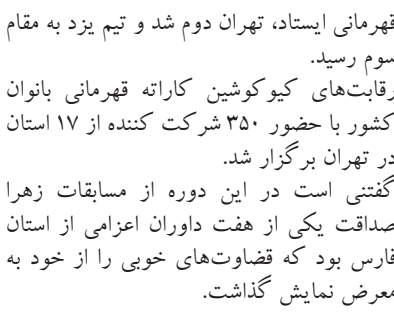 قهرمانی ایستاد، تهران دوم شد و تیم یزد به مقام
سوم رسید.
رقابت‌های کیوکوشین کاراته قهرمانی بانوان
کشور با حضور ۳۵۰ شرکت کننده از ۱۷ استان
در تهران برگزار شد.
گفتنی است در این دوره از مسابقات زهرا
صداقت یکی از هفت داوران اعزامی از استان
فارس بود که قضاوت‌های خوبی را از خود به
معرض نمایش گذاشت.